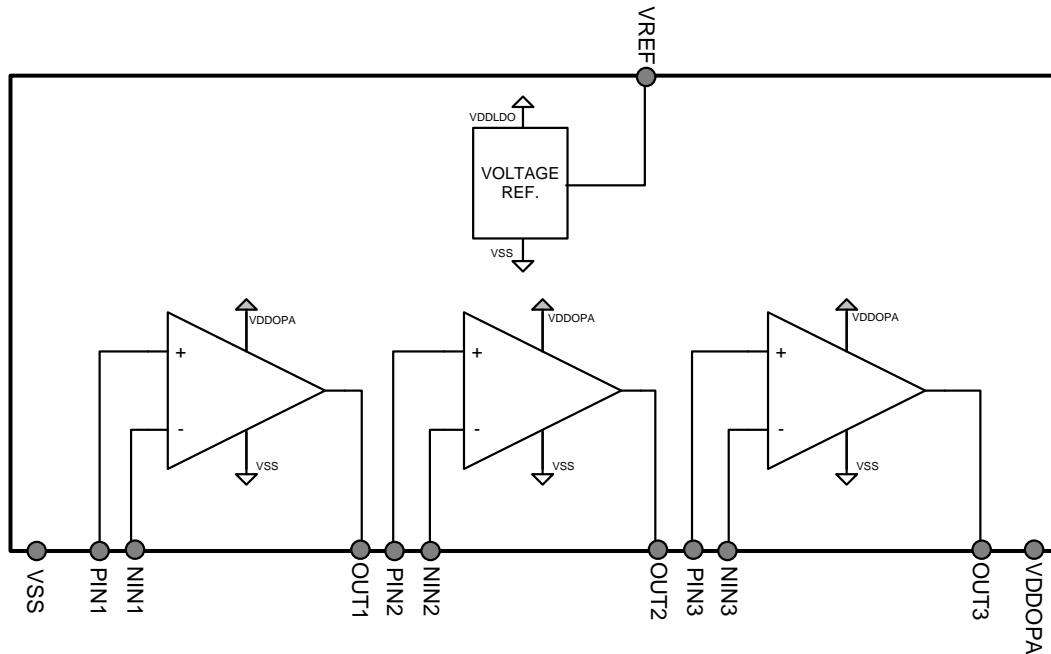 VREF
VDDLDO
VOLTAGE
REF.
VSS
VDDOPA
VDDOPA
VDDOPA
+
+
+
-
-
-
VSS
VSS
VSS
VSS
PIN1
NIN1
OUT1
PIN2
NIN2
OUT2
PIN3
NIN3
OUT3
VDDOPA